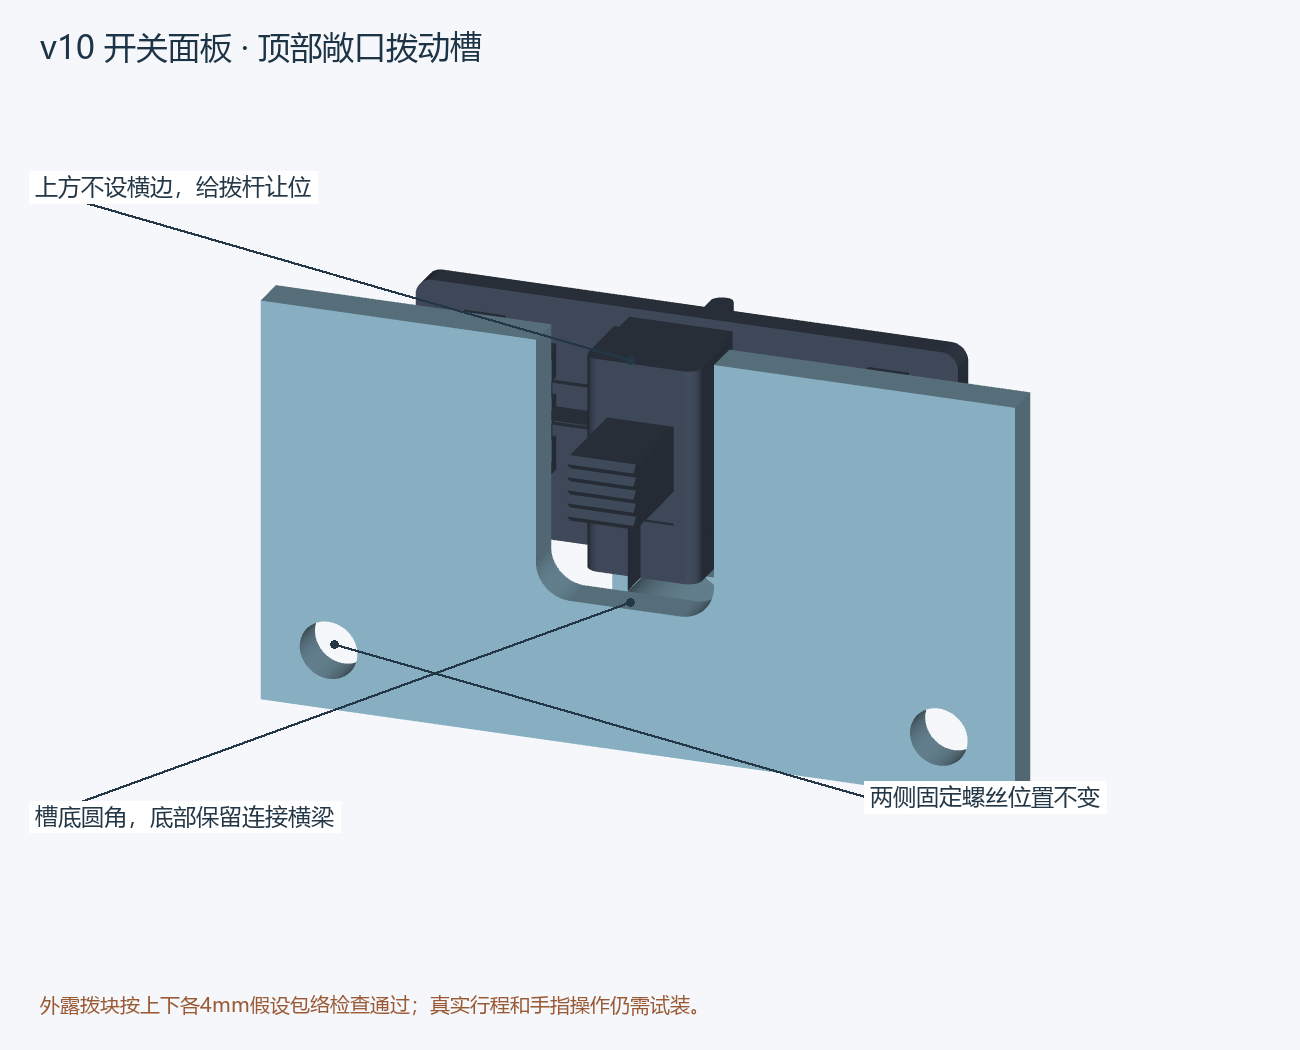 v10 开关面板 · 顶部敞口拨动槽
上方不设横边，给拨杆让位
两侧固定螺丝位置不变
槽底圆角，底部保留连接横梁
外露拨块按上下各4mm假设包络检查通过；真实行程和手指操作仍需试装。